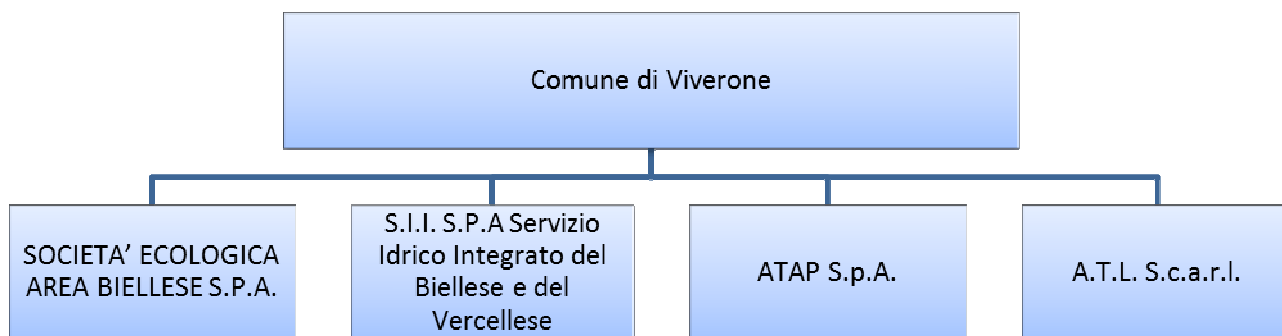 Comune di Viverone
SOCIETA’ ECOLOGICA
AREA BIELLESE S.P.A.
S.I.I. S.P.A Servizio
Idrico Integrato del
Biellese e del
Vercellese
ATAP S.p.A.
A.T.L. S.c.a.r.l.